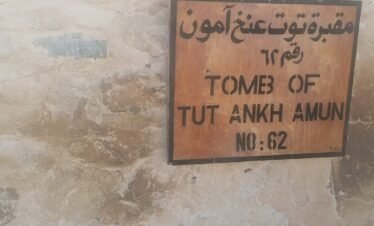 مقبرة توت عنخ آمون
رقم ٦٢
TOMB OF
TUT ANKH AMUN
NO: 62